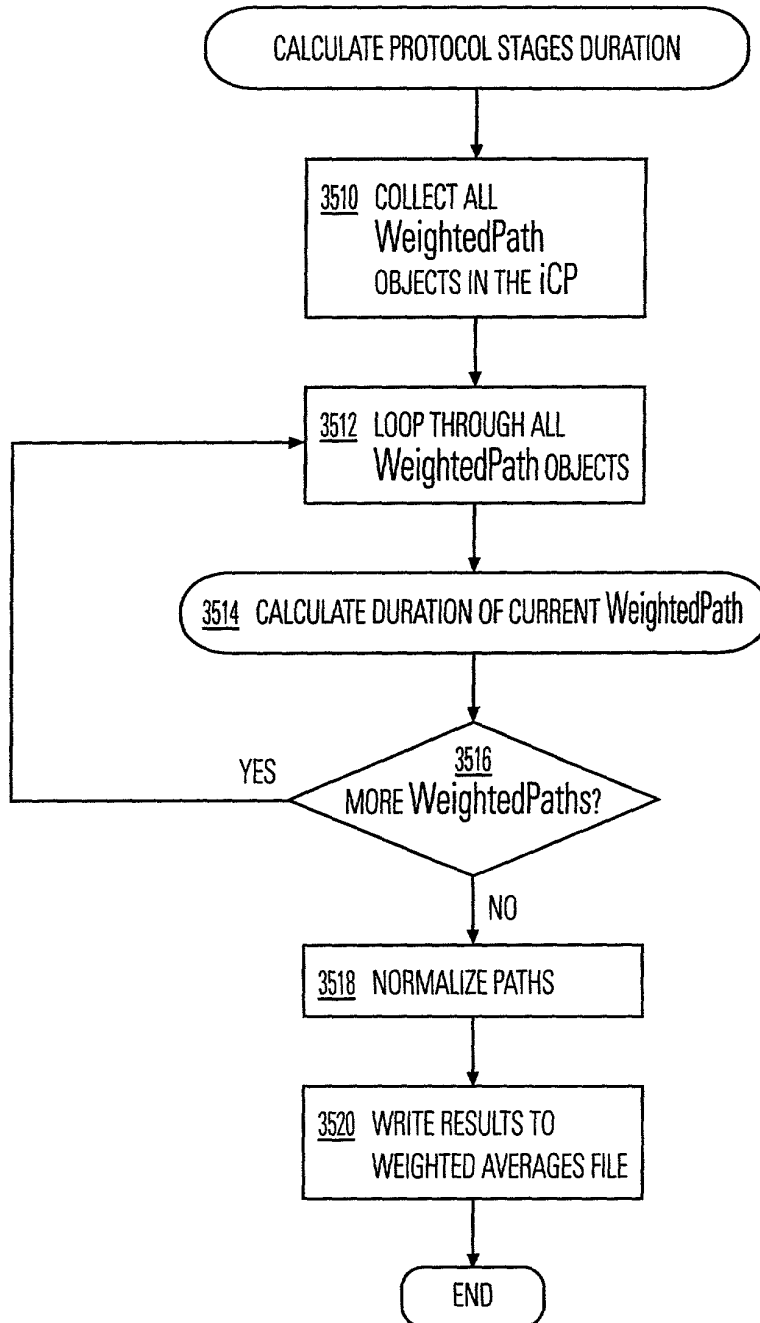 CALCULATE PROTOCOL STAGES DURATION
3510 COLLECT ALL
WeightedPath
OBJECTS IN THE iCP
3512 LOOP THROUGH ALL
WeightedPath OBJECTS
3514 CALCULATE DURATION OF CURRENT WeightedPath
3516
MORE WeightedPaths?
YES
NO
3518 NORMALIZE PATHS
3520 WRITE RESULTS TO
WEIGHTED AVERAGES FILE
END